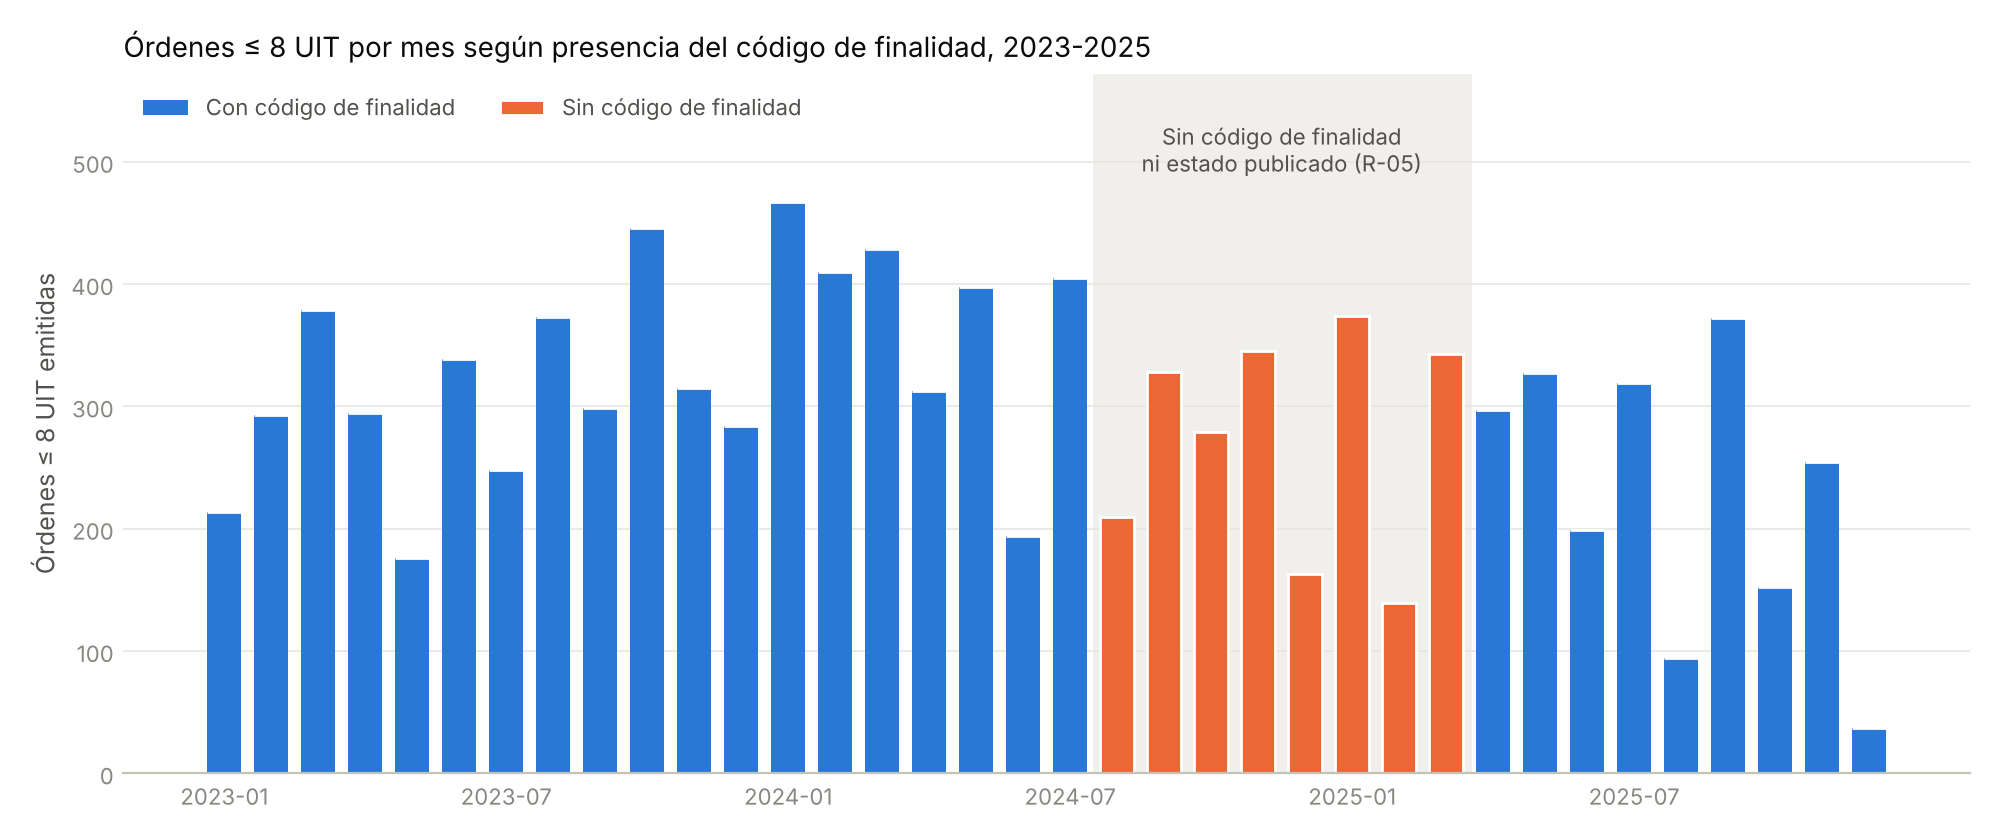 Órdenes ≤ 8 UIT por mes según presencia del código de finalidad, 2023-2025
Con código de finalidad
Sin código de finalidad
Sin código de finalidad
ni estado publicado (R-05)
Órdenes ≤ 8 UIT emitidas
500
400
300
200
100
0
2023-01
2023-07
2024-01
2024-07
2025-01
2025-07